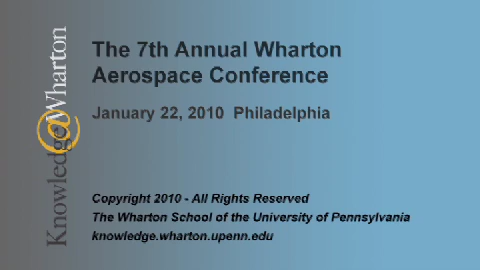 Knowledge@Wharton
The 7th Annual Wharton
Aerospace Conference
January 22, 2010 Philadelphia
Copyright 2010 - All Rights Reserved
The Wharton School of the University of Pennsylvania
knowledge.wharton.upenn.edu